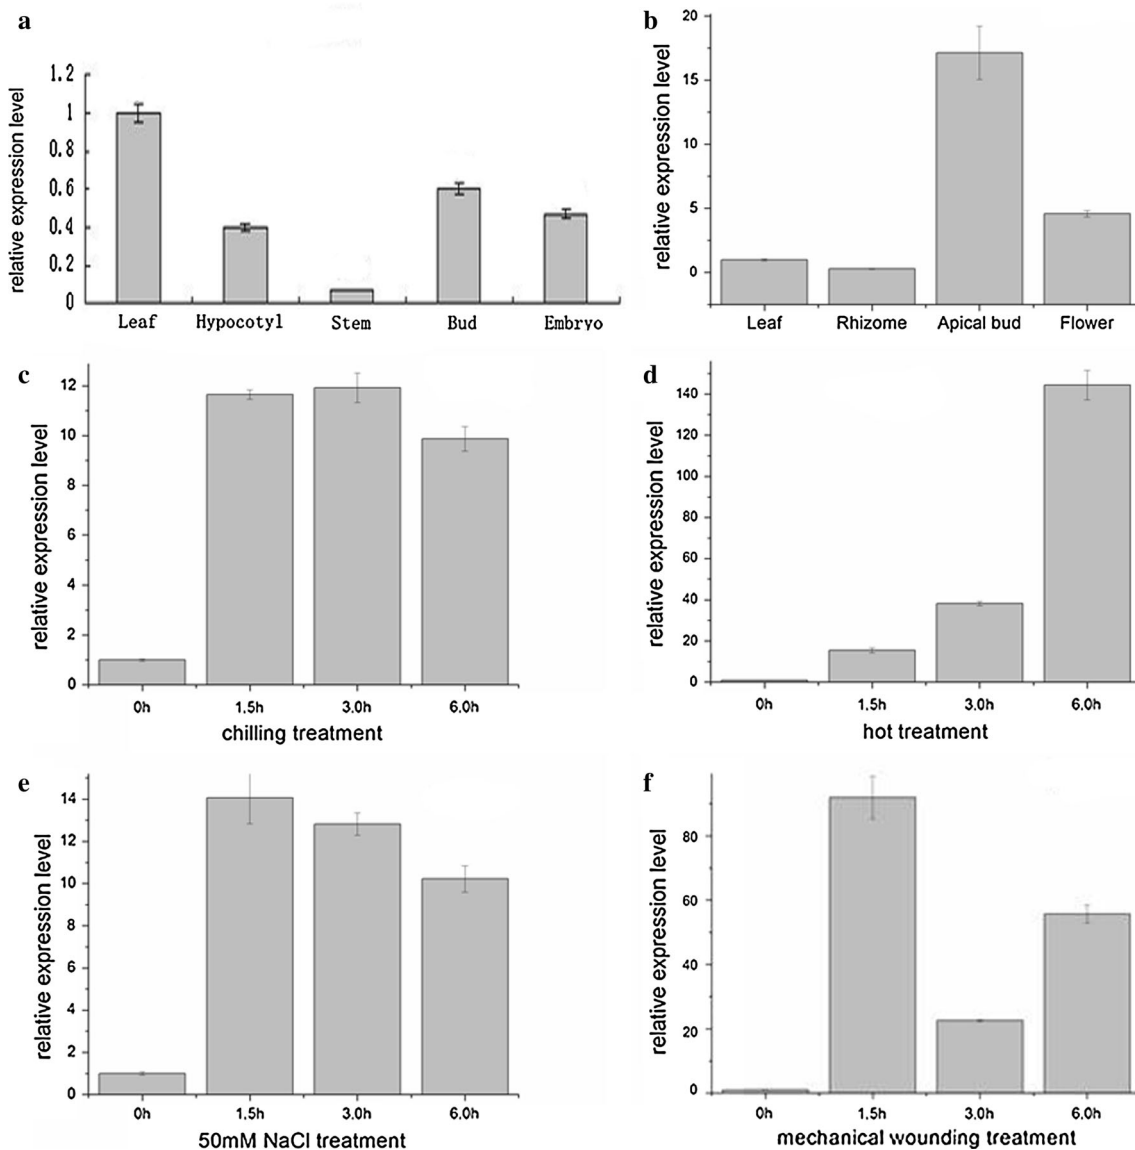 a
relative expression level
1.2
1
0.8
0.6
0.4
0.2
0
Leaf Hypocotyl Stem Bud Embryo
b
relative expression level
20
15
10
5
0
Leaf Rhizome Apical bud Flower
c
relative expression level
12
10
8
6
4
2
0
0h 1.5h 3.0h 6.0h
chilling treatment
d
relative expression level
140
120
100
80
60
40
20
0
0h 1.5h 3.0h 6.0h
hot treatment
e
relative expression level
14
12
10
8
6
4
2
0
0h 1.5h 3.0h 6.0h
50mM NaCl treatment
f
relative expression level
80
60
40
20
0
0h 1.5h 3.0h 6.0h
mechanical wounding treatment